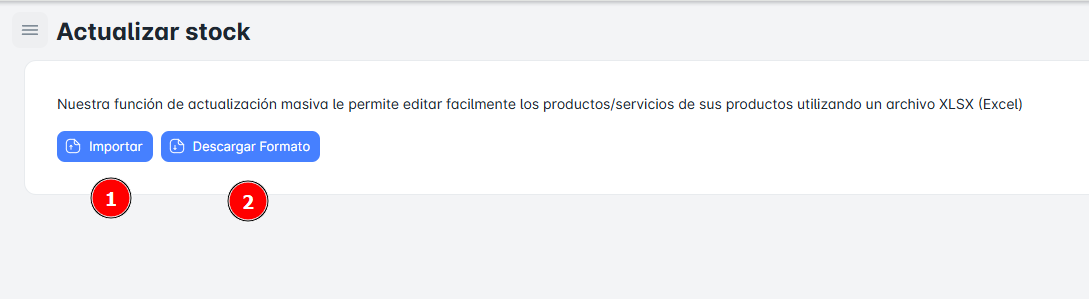 Actualizar stock
Nuestra función de actualización masiva le permite editar facilmente los productos/servicios de sus productos utilizando un archivo XLSX (Excel)
Importar Descargar Formato
1 2